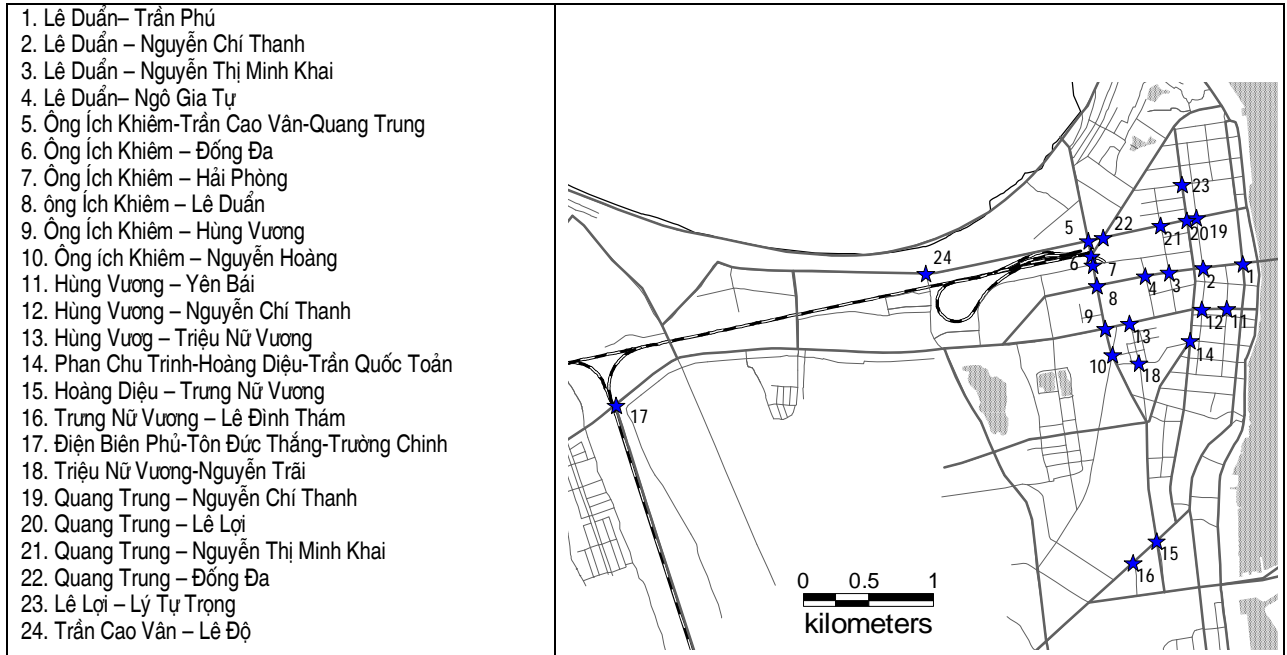 1. Lê Duẩn– Trần Phú
2. Lê Duẩn – Nguyễn Chí Thanh
3. Lê Duẩn – Nguyễn Thị Minh Khai
4. Lê Duẩn– Ngô Gia Tự
5. Ông Ích Khiêm-Trần Cao Vân-Quang Trung
6. Ông Ích Khiêm – Đống Đa
7. Ông Ích Khiêm – Hải Phòng
8. ông Ích Khiêm – Lê Duẩn
9. Ông Ích Khiêm – Hùng Vương
10. Ông ích Khiêm – Nguyễn Hoàng
11. Hùng Vương – Yên Bái
12. Hùng Vương – Nguyễn Chí Thanh
13. Hùng Vươg – Triệu Nữ Vương
14. Phan Chu Trinh-Hoàng Diệu-Trần Quốc Toản
15. Hoàng Diệu – Trưng Nữ Vương
16. Trưng Nữ Vương – Lê Đình Thám
17. Điện Biên Phủ-Tôn Đức Thắng-Trường Chinh
18. Triệu Nữ Vương-Nguyễn Trãi
19. Quang Trung – Nguyễn Chí Thanh
20. Quang Trung – Lê Lợi
21. Quang Trung – Nguyễn Thị Minh Khai
22. Quang Trung – Đống Đa
23. Lê Lợi – Lý Tự Trọng
24. Trần Cao Vân – Lê Độ
23
5 22 21 20 19
24 6 7 4 3 2 1
8
9 13 12 11
10 18 14
17
15
16
0 0.5 1
kilometers